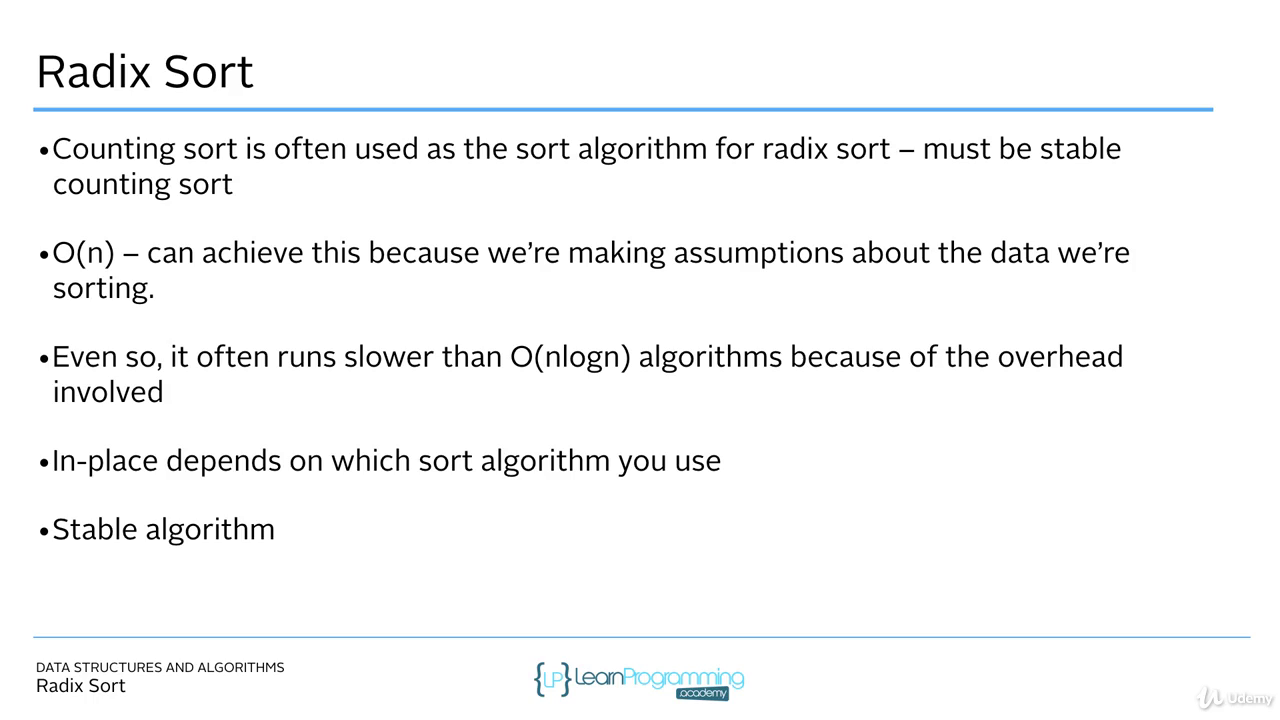 Radix Sort
•Counting sort is often used as the sort algorithm for radix sort – must be stable
counting sort
•O(n) – can achieve this because we’re making assumptions about the data we’re
sorting.
•Even so, it often runs slower than O(nlogn) algorithms because of the overhead
involved
•In-place depends on which sort algorithm you use
•Stable algorithm
DATA STRUCTURES AND ALGORITHMS
Radix Sort
{LP} LearnProgramming
.academy
Udemy